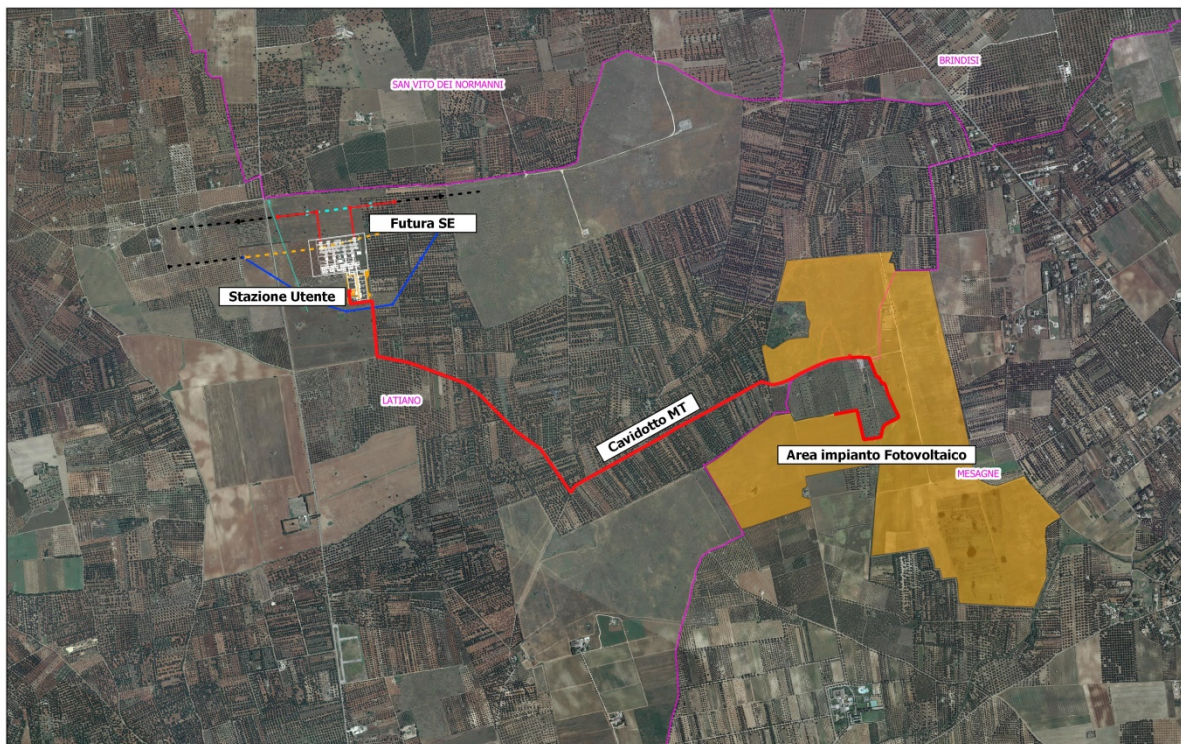 BRINDISI
SAN VITO DEI NORMANNI
Futura SE
Stazione Utente
LATIANO
Cavidotto MT
Area impianto Fotovoltaico
MESAGNE